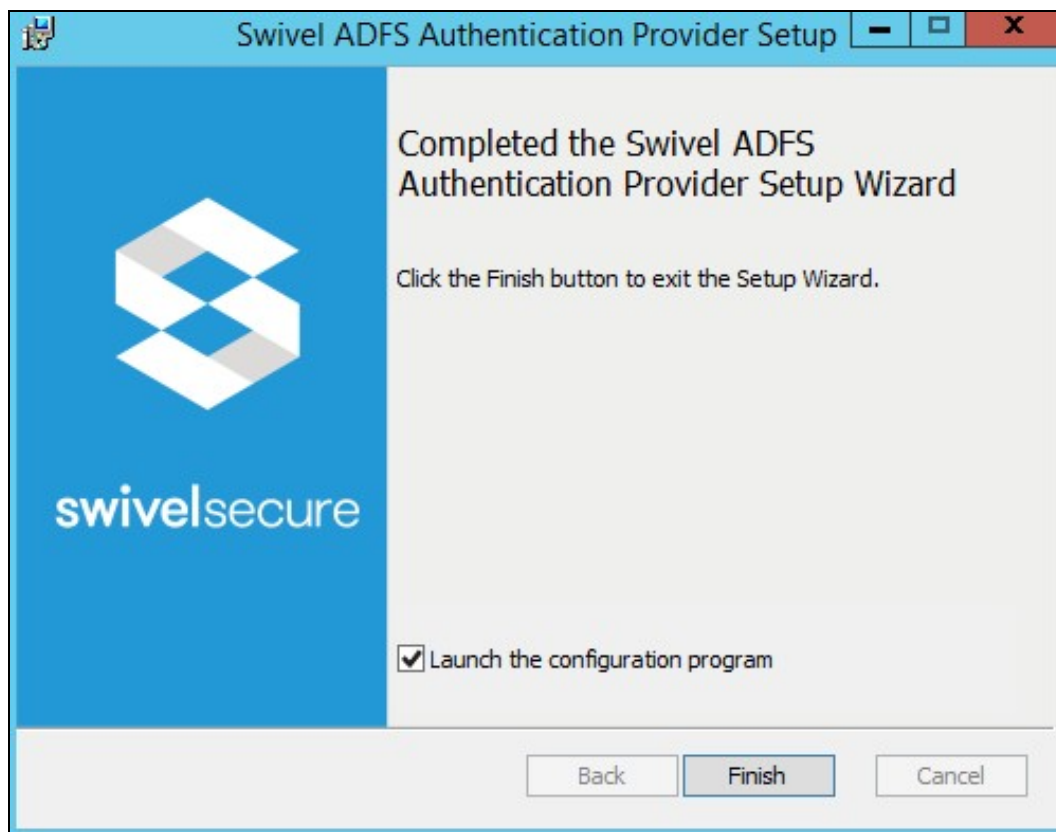 Swivel ADFS Authentication Provider Setup
Completed the Swivel ADFS
Authentication Provider Setup Wizard
Click the Finish button to exit the Setup Wizard.
swivelsecure
Launch the configuration program
Back
Finish
Cancel